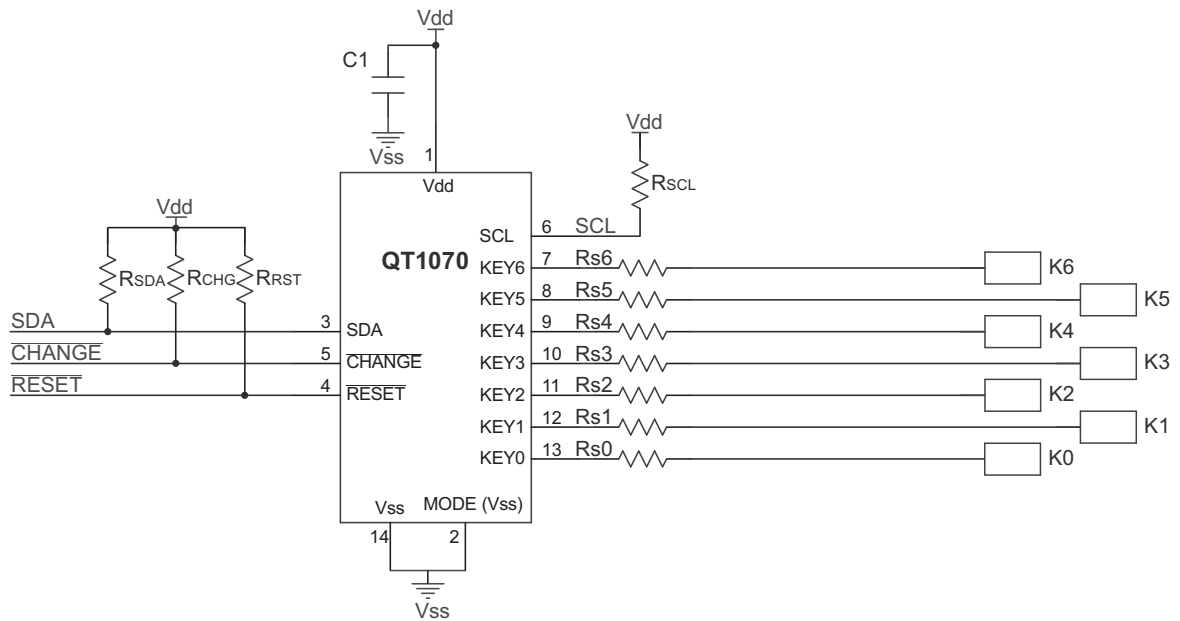 Vdd
C1
Vss
1
Vdd
Vdd
RSCL
SCL
6
SCL
QT1070
KEY6
7
Rs6
K6
KEY5
8
Rs5
K5
KEY4
9
Rs4
K4
KEY3
10
Rs3
K3
KEY2
11
Rs2
K2
KEY1
12
Rs1
K1
KEY0
13
Rs0
K0
Vdd
RSDA
RCHG
RRST
SDA
3
SDA
CHANGE
5
CHANGE
RESET
4
RESET
Vss
MODE (Vss)
14
2
Vss